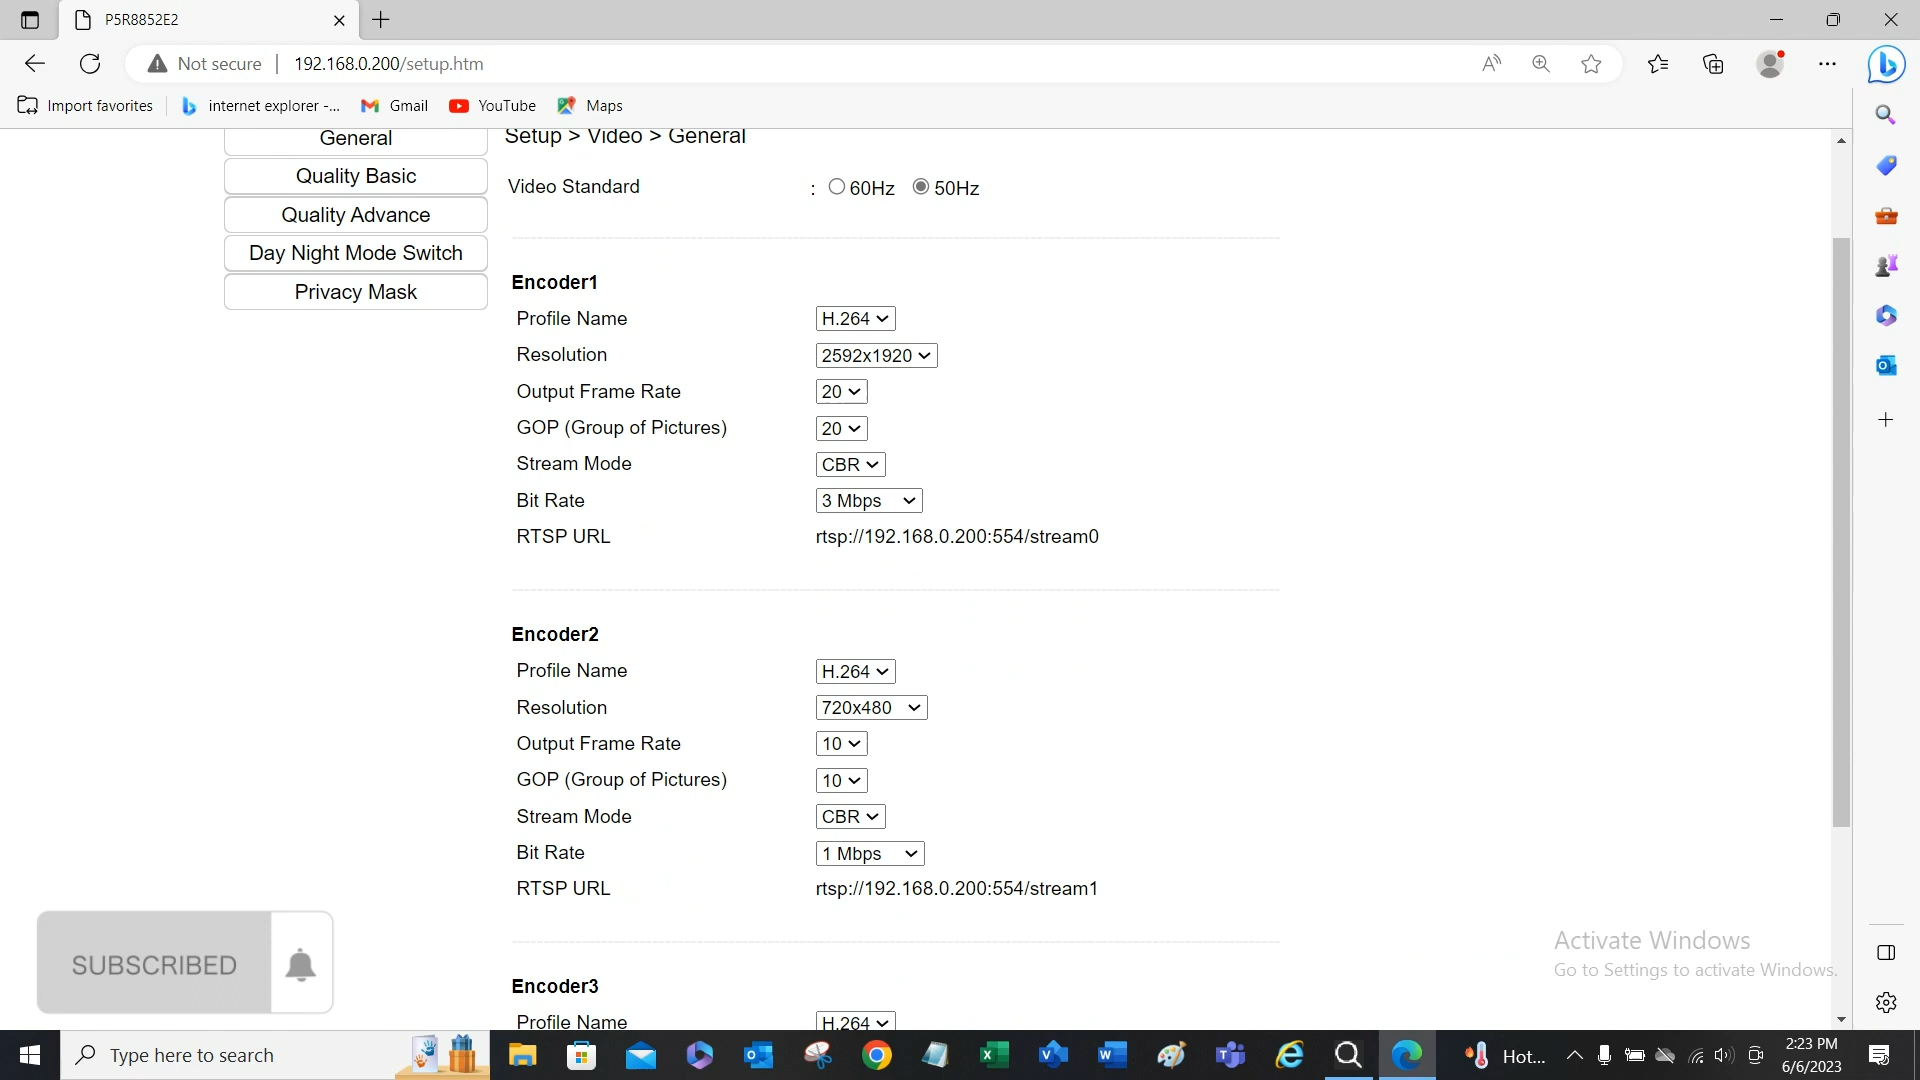 P5R8852E2
Not secure
192.168.0.200/setup.htm
Import favorites
internet explorer -...
Gmail
YouTube
Maps
General
Quality Basic
Quality Advance
Day Night Mode Switch
Privacy Mask
Setup > Video > General
Video Standard : 60Hz 50Hz
Encoder1
Profile Name H.264
Resolution 2592x1920
Output Frame Rate 20
GOP (Group of Pictures) 20
Stream Mode CBR
Bit Rate 3 Mbps
RTSP URL rtsp://192.168.0.200:554/stream0
Encoder2
Profile Name H.264
Resolution 720x480
Output Frame Rate 10
GOP (Group of Pictures) 10
Stream Mode CBR
Bit Rate 1 Mbps
RTSP URL rtsp://192.168.0.200:554/stream1
Encoder3
Profile Name H.264
SUBSCRIBED
Activate Windows
Go to Settings to activate Windows.
Type here to search
Hot...
2:23 PM
6/6/2023